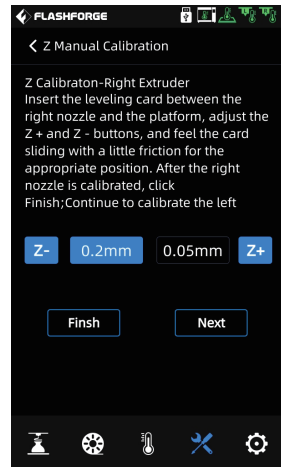 FLASHFORGE
Z Manual Calibration
Z Calibraton-Right Extruder
Insert the leveling card between the
right nozzle and the platform, adjust the
Z + and Z - buttons, and feel the card
sliding with a little friction for the
appropriate position. After the right
nozzle is calibrated, click
Finish;Continue to calibrate the left
Z- 0.2mm 0.05mm Z+
Finsh Next